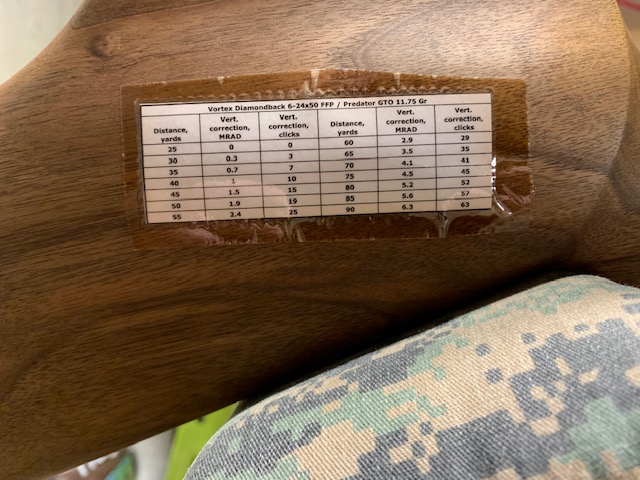 Vortex Diamondback 6-24x50 FFP / Predator GTO 11.75 Gr
Distance, yards Vert. correction, MRAD Vert. correction, clicks Distance, yards Vert. correction, MRAD Vert. correction, clicks
25 0 0 60 2.9 29
30 0.3 3 65 3.5 35
35 0.7 7 70 4.1 41
40 1 10 75 4.5 45
45 1.5 15 80 5.2 52
50 1.9 19 85 5.6 57
55 2.4 25 90 6.3 63